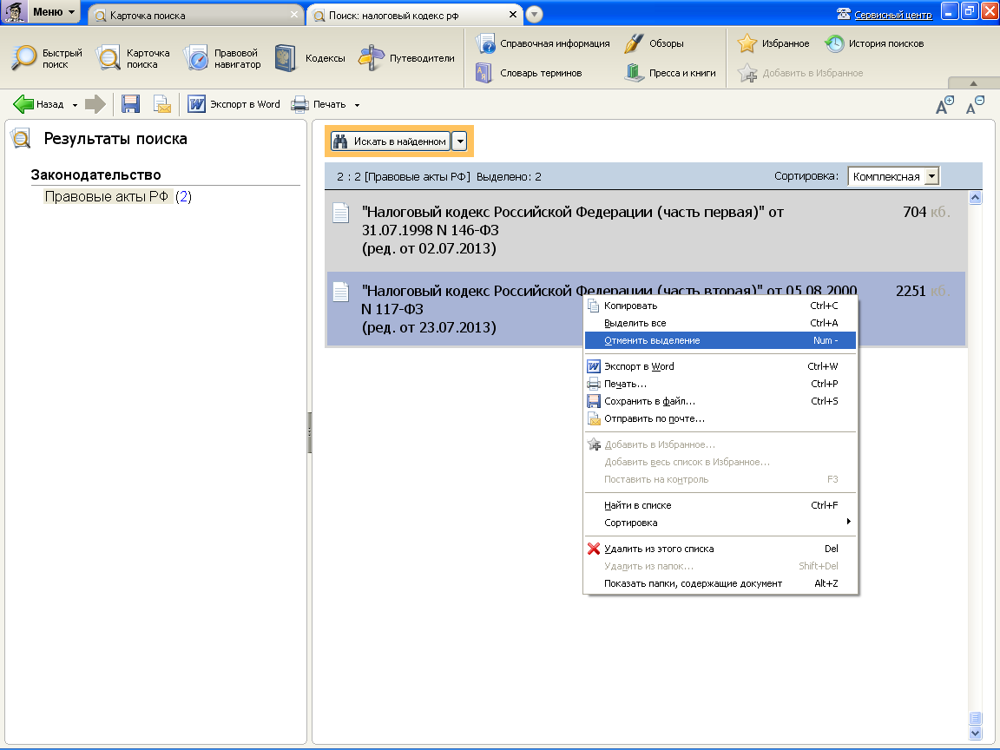 Меню
Карточка поиска
Поиск: налоговый кодекс рф
Сервисный центр
Быстрый поиск
Карточка поиска
Правовой навигатор
Кодексы
Путеводители
Справочная информация
Словарь терминов
Обзоры
Пресса и книги
Избранное
Добавить в Избранное
История поисков
Назад
Экспорт в Word
Печать
Результаты поиска
Законодательство
Правовые акты РФ (2)
Искать в найденном
2 : 2 [Правовые акты РФ] Выделено: 2
Сортировка: Комплексная
"Налоговый кодекс Российской Федерации (часть первая)" от 704 кб.
31.07.1998 N 146-ФЗ
(ред. от 02.07.2013)
"Налоговый кодекс Российской Федерации (часть вторая)" от 05.08.2000 2251 кб.
N 117-ФЗ
(ред. от 23.07.2013)
Копировать Ctrl+C
Выделить все Ctrl+A
Отменить выделение Num -
Экспорт в Word Ctrl+W
Печать... Ctrl+P
Сохранить в файл... Ctrl+S
Отправить по почте...
Добавить в Избранное...
Добавить весь список в Избранное...
Поставить на контроль F3
Найти в списке Ctrl+F
Сортировка
Удалить из этого списка Del
Удалить из папок... Shift+Del
Показать папки, содержащие документ Alt+Z